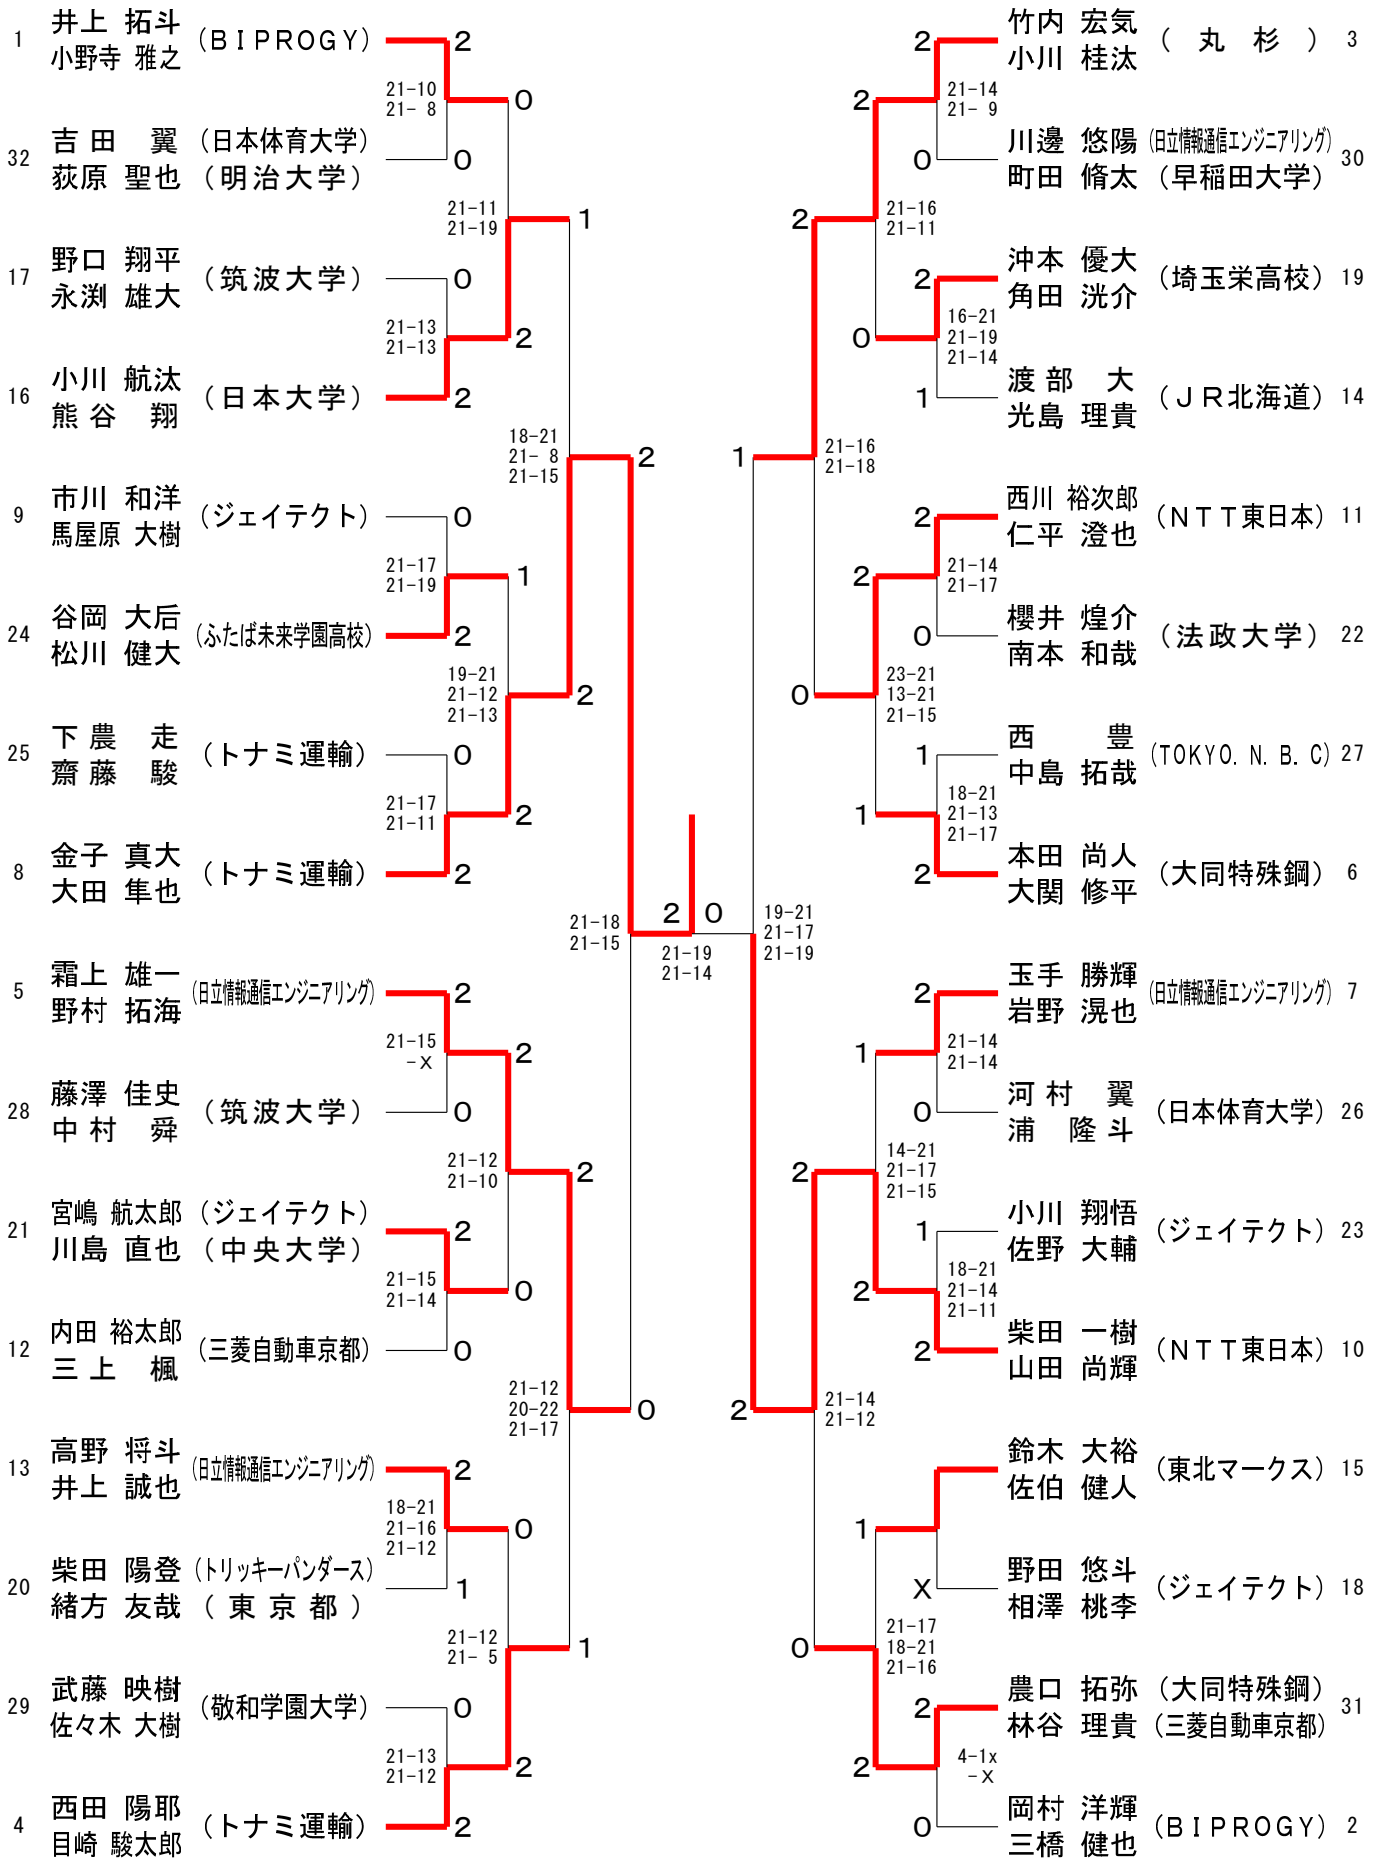 1 井上 拓斗 (ＢＩＰＲＯＧＹ) 2
小野寺 雅之
21-10
21- 8
0
32 吉田 翼 (日本体育大学) 0
荻原 聖也 (明治大学)
21-11
21-19
1
17 野口 翔平 (筑波大学) 0
永渕 雄大
21-13
21-13
2
16 小川 航汰 (日本大学) 2
熊谷 翔
18-21
21- 8
21-15
2
9 市川 和洋 (ジェイテクト) 0
馬屋原 大樹
21-17
21-19
1
24 谷岡 大后 (ふたば未来学園高校) 2
松川 健大
19-21
21-12
21-13
2
25 下農 走 (トナミ運輸) 0
齋藤 駿
21-17
21-11
2
8 金子 真大 (トナミ運輸) 2
大田 隼也
21-18
21-15
5 霜上 雄一 (日立情報通信エンジニアリング) 2
野村 拓海
21-15
-X
2
28 藤澤 佳史 (筑波大学) 0
中村 舜
21-12
21-10
2
21 宮嶋 航太郎 (ジェイテクト) 2
川島 直也 (中央大学)
21-15
21-14
0
12 内田 裕太郎 (三菱自動車京都) 0
三上 楓
21-12
20-22
21-17
0
13 高野 将斗 (日立情報通信エンジニアリング) 2
井上 誠也
18-21
21-16
21-12
0
20 柴田 陽登 (トリッキーパンダース) 1
緒方 友哉 (東京都)
21-12
21- 5
1
29 武藤 映樹 (敬和学園大学) 0
佐々木 大樹
21-13
21-12
2
4 西田 陽耶 (トナミ運輸) 2
目崎 駿太郎
2 0
21-19
21-14
2 竹内 宏気 (丸杉) 3
小川 桂汰
2
21-14
21- 9
0 川邊 悠陽 (日立情報通信エンジニアリング) 30
町田 脩太 (早稲田大学)
2
21-16
21-11
2 沖本 優大 (埼玉栄高校) 19
角田 洸介
0
16-21
21-19
21-14
1 渡部 大 (ＪＲ北海道) 14
光島 理貴
1
21-16
21-18
2 西川 裕次郎 (ＮＴＴ東日本) 11
仁平 澄也
2
21-14
21-17
0 櫻井 煌介 (法政大学) 22
南本 和哉
0
23-21
13-21
21-15
1 西 豊 (TOKYO. N. B. C) 27
中島 拓哉
1
18-21
21-13
21-17
2 本田 尚人 (大同特殊鋼) 6
大関 修平
19-21
21-17
21-19
2 玉手 勝輝 (日立情報通信エンジニアリング) 7
岩野 滉也
1
21-14
21-14
0 河村 翼 (日本体育大学) 26
浦 隆斗
2
14-21
21-17
21-15
1 小川 翔悟 (ジェイテクト) 23
佐野 大輔
2
18-21
21-14
21-11
2 柴田 一樹 (ＮＴＴ東日本) 10
山田 尚輝
2
21-14
21-12
鈴木 大裕 (東北マークス) 15
佐伯 健人
1
X 野田 悠斗 (ジェイテクト) 18
相澤 桃李
0
21-17
18-21
21-16
2 農口 拓弥 (大同特殊鋼) 31
林谷 理貴 (三菱自動車京都)
2
4-1x
-X
0 岡村 洋輝 (ＢＩＰＲＯＧＹ) 2
三橋 健也